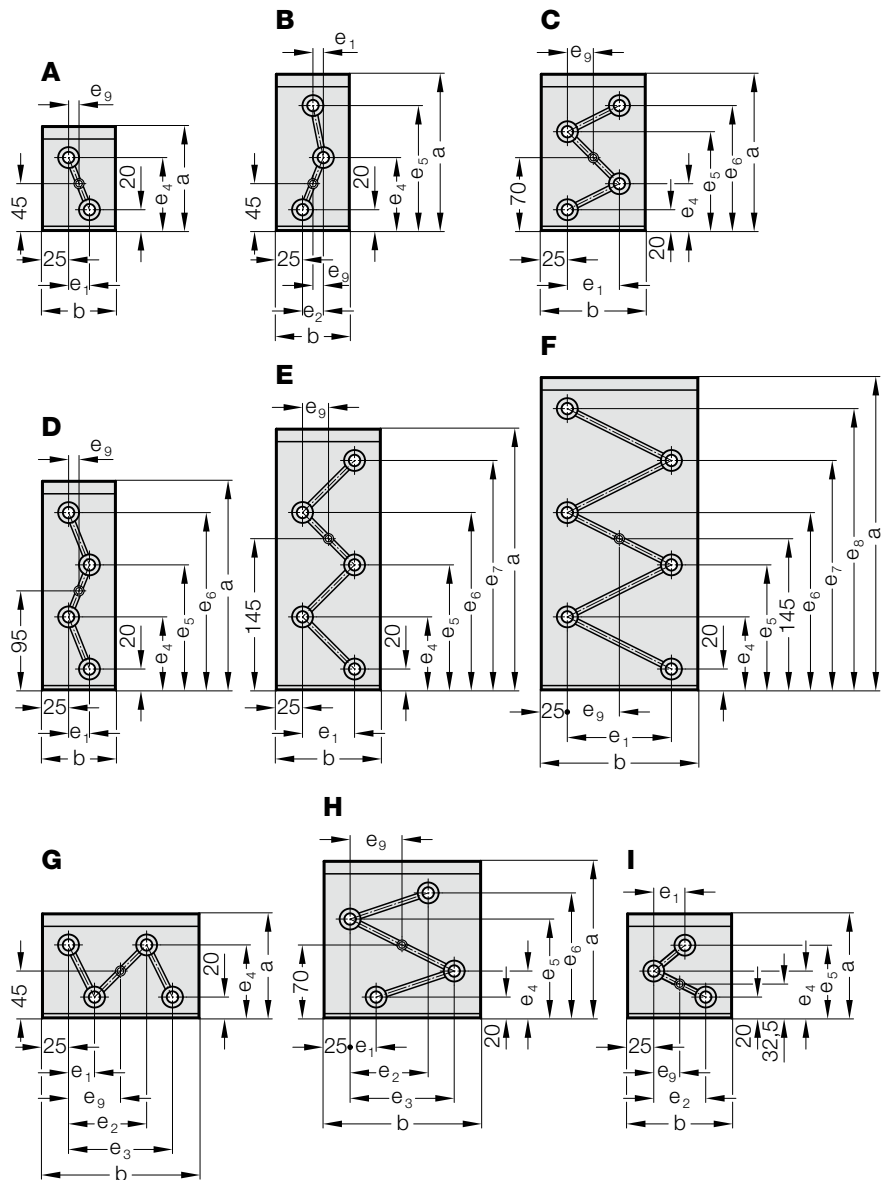 A
e₉
45
20
e₄
a
25
e₁
b
B
e₁
45
20
e₄
e₅
a
25
e₉
e₂
b
C
e₉
70
e₄
20
e₅
e₆
a
25
e₁
b
D
e₉
95
20
e₄
e₅
e₆
a
25
e₁
b
E
e₉
145
20
e₄
e₅
e₆
e₇
a
25
e₁
b
F
20
e₄
e₅
145
e₆
e₇
e₈
a
25
e₉
e₁
b
G
45
20
e₄
a
25
e₁
e₉
e₂
e₃
b
H
e₉
70
20
e₄
e₅
e₆
a
25
e₁
e₂
e₃
b
I
e₁
20
32,5
e₄
e₅
a
25
e₉
e₂
b